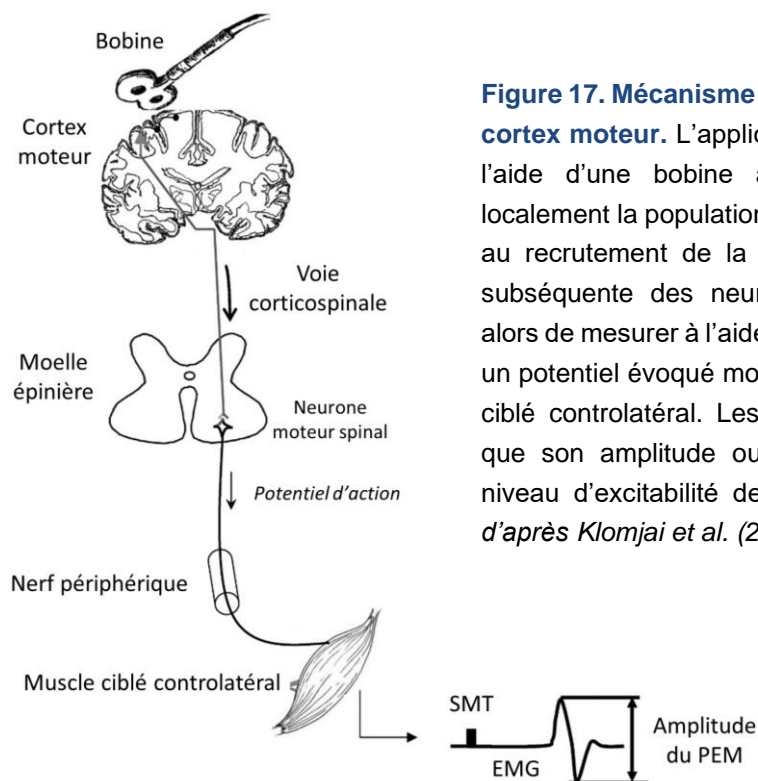 Bobine
Cortex
moteur
Figure 17. Mécanisme
cortex moteur. L’applic
l’aide d’une bobine a
localement la population
au recrutement de la
subséquente des neur
alors de mesurer à l’aide
un potentiel évoqué mo
ciblé controlatéral. Les
que son amplitude ou
niveau d’excitabilité de
d’après Klomjai et al. (2
Voie
corticospinale
Moelle
épinière
Neurone
moteur spinal
Potentiel d’action
Nerf périphérique
Muscle ciblé controlatéral
SMT
EMG
Amplitude
du PEM